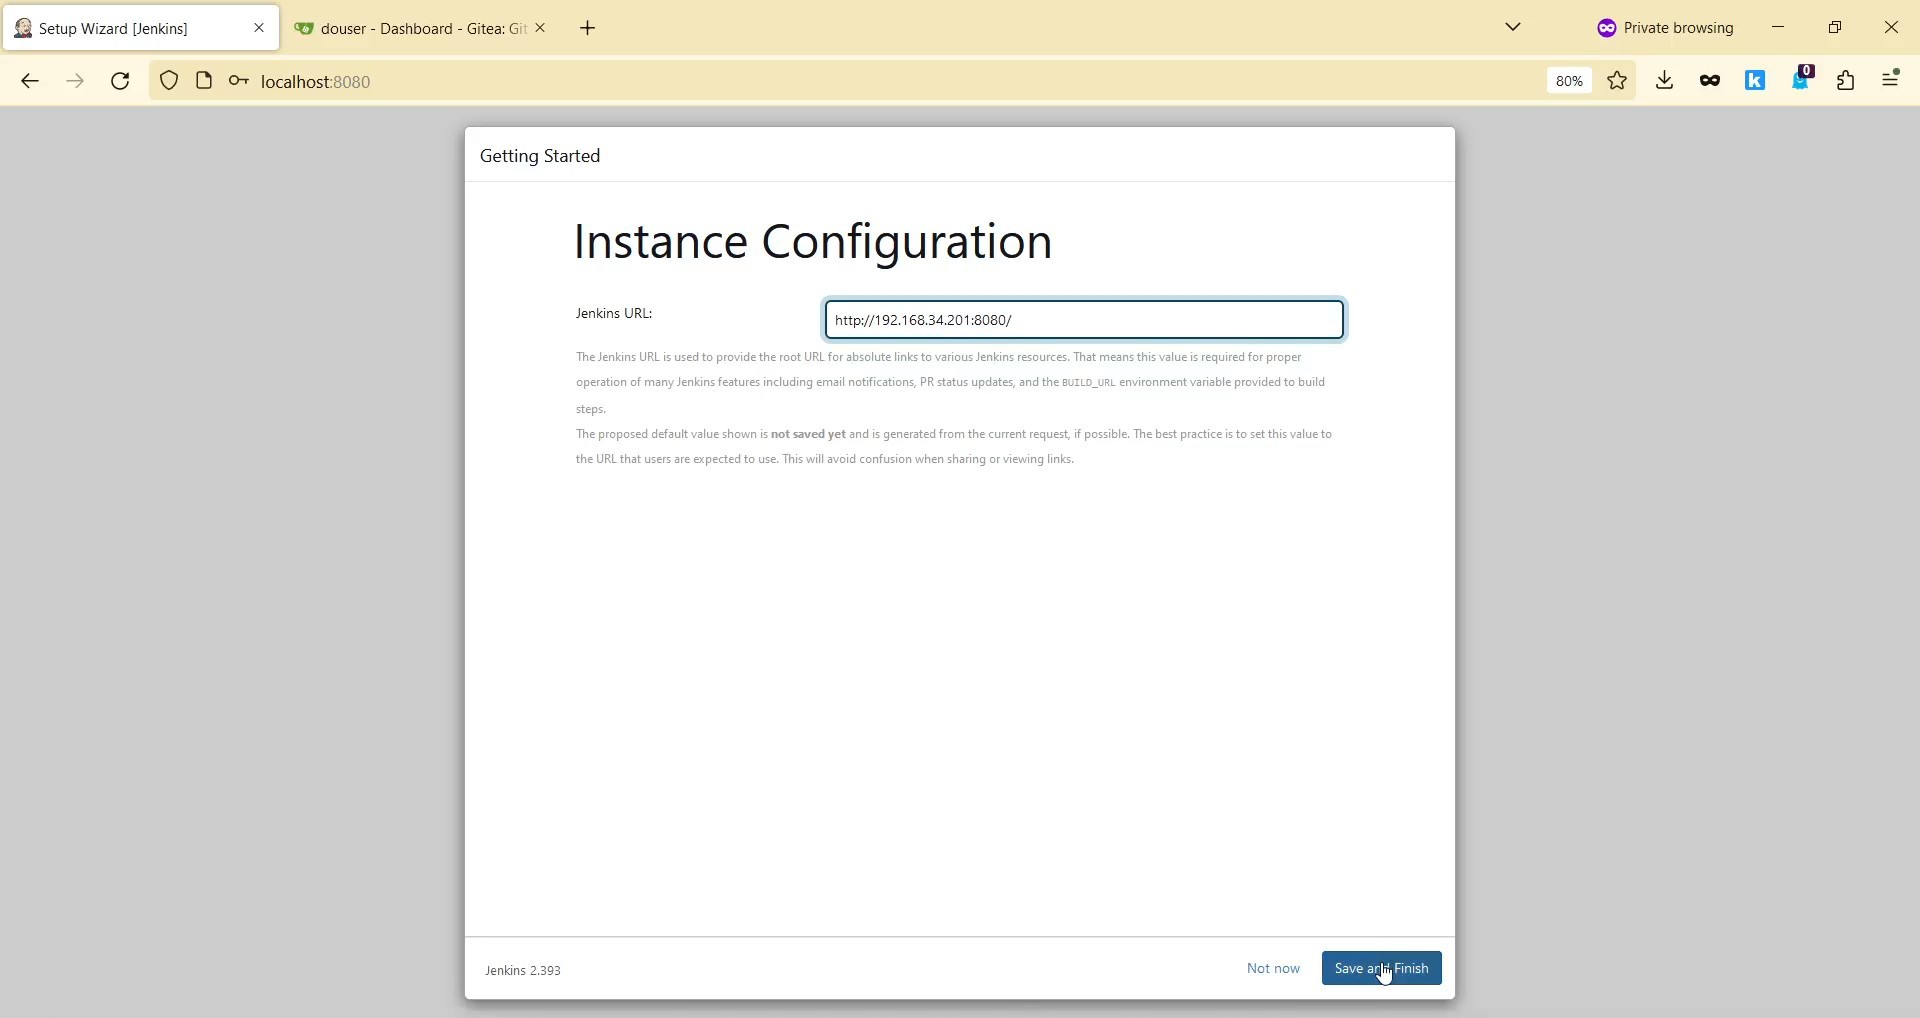 Setup Wizard [Jenkins]
douser - Dashboard - Gitea: Git
Private browsing
localhost:8080
80%
0
k
Getting Started
Instance Configuration
Jenkins URL:
http://192.168.34.201:8080/
The Jenkins URL is used to provide the root URL for absolute links to various Jenkins resources. That means this value is required for proper
operation of many Jenkins features including email notifications, PR status updates, and the BUILD_URL environment variable provided to build
steps.
The proposed default value shown is not saved yet and is generated from the current request, if possible. The best practice is to set this value to
the URL that users are expected to use. This will avoid confusion when sharing or viewing links.
Jenkins 2.393
Not now
Save and Finish